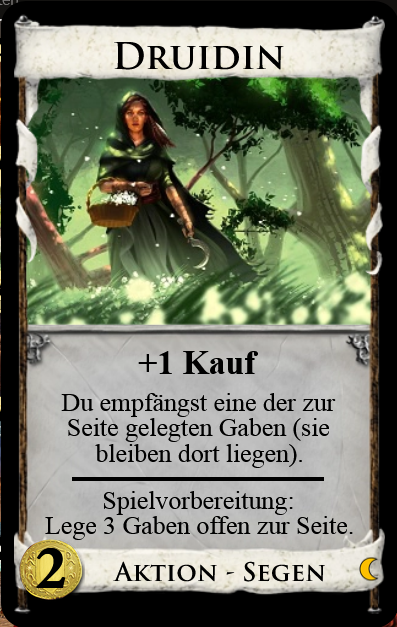 DRUIDIN
+1 Kauf
Du empfängst eine der zur
Seite gelegten Gaben (sie
bleiben dort liegen).
Spielvorbereitung:
Lege 3 Gaben offen zur Seite.
2
AKTION - SEGEN